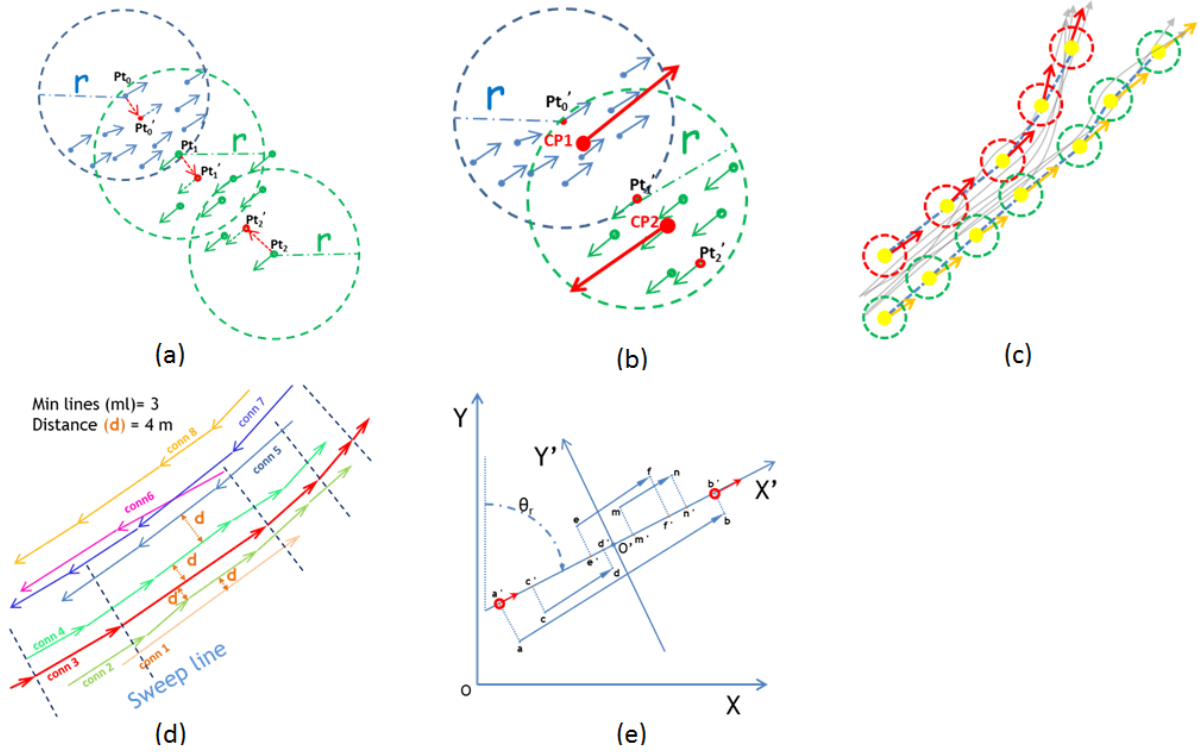 r
Pt0
Pt0'
Pt1
r
Pt1'
Pt2'
Pt2
r
(a)
r
Pt0'
CP1
r
Pt1'
CP2
Pt2'
(b)
(c)
Min lines (ml)= 3
Distance (d) = 4 m
conn 8
conn 7
conn 5
conn6
d
d
d
d
conn 4
conn 3
conn 2
conn 1
Sweep line
(d)
Y
Y'
X'
θr
f
n
b'
e
m
f'
n'
b
d'
O'
m'
e'
c'
d
a'
c
a
O
X
(e)